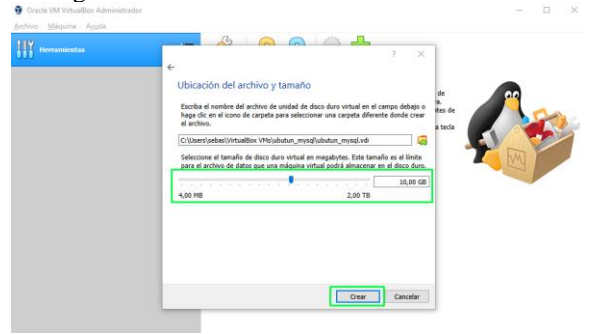 Oracle VM VirtualBox Administrador
Archivo Máquina Ayuda
Herramientas
Ubicación del archivo y tamaño
Escriba el nombre del archivo de unidad de disco duro virtual en el campo debajo o
haga clic en el icono de carpeta para seleccionar una carpeta diferente donde crear
el archivo.
C:\Users\sebas\VirtualBox VMs\ubutun_mysql\ubutun_mysql.vdi
Seleccione el tamaño de disco duro virtual en megabytes. Este tamaño es el límite
para el archivo de datos que una máquina virtual podrá almacenar en el disco duro.
10,00 GB
4,00 MB 2,00 TB
Crear Cancelar
de
a.
tes de
a tecla